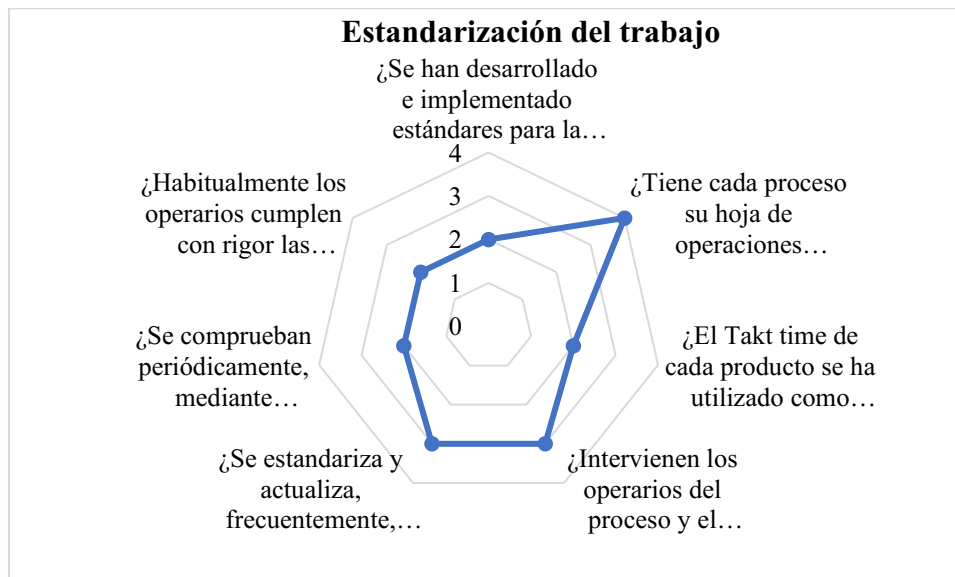 Estandarización del trabajo
¿Se han desarrollado
e implementado
estándares para la…
¿Tiene cada proceso
su hoja de
operaciones…
¿El Takt time de
cada producto se ha
utilizado como…
¿Intervienen los
operarios del
proceso y el…
¿Se estandariza y
actualiza,
frecuentemente,…
¿Se comprueban
periódicamente,
mediante…
¿Habitualmente los
operarios cumplen
con rigor las…
4
3
2
1
0